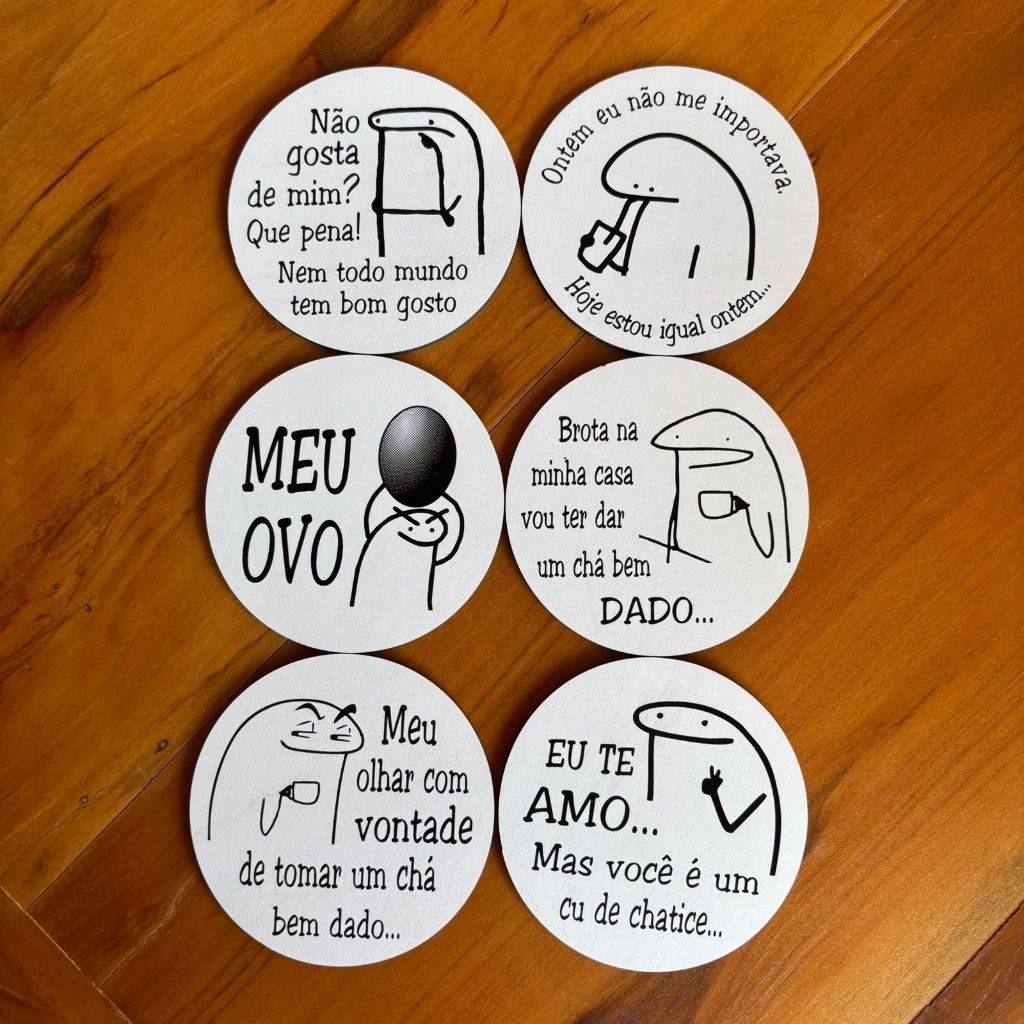 Não
gosta
de mim?
Que pena!
Nem todo mundo
tem bom gosto
Ontem eu não me importava.
Hoje estou igual ontem...
MEU
OVO
Brota na
minha casa
vou ter dar
um chá bem
DADO...
Meu
olhar com
vontade
de tomar um chá
bem dado...
EU TE
AMO...
Mas você é um
cu de chatice...